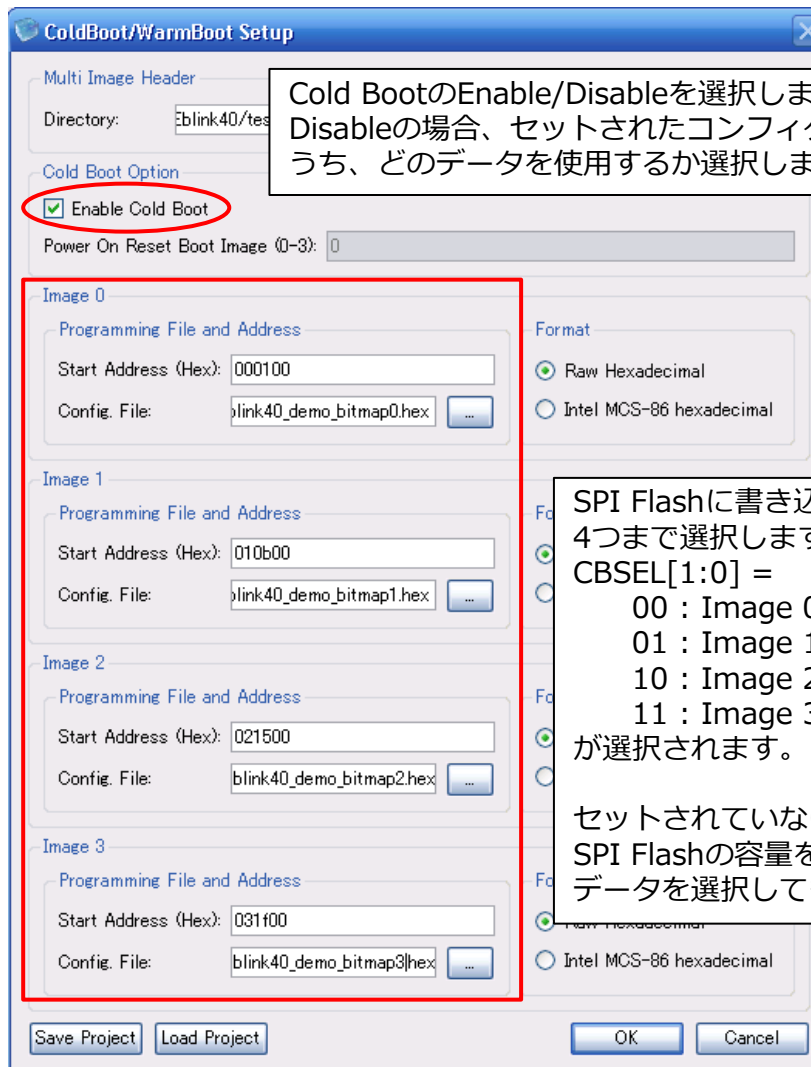 ColdBoot/WarmBoot Setup
Multi Image Header
Directory:
Cold BootのEnable/Disableを選択しま
Disableの場合、セットされたコンフィ
うち、どのデータを使用するか選択しま
Cold Boot Option
Enable Cold Boot
Power On Reset Boot Image (0-3): 0
Image 0
Programming File and Address
Format
Start Address (Hex): 000100
Raw Hexadecimal
Config. File: blink40_demo_bitmap0.hex ...
Intel MCS-86 hexadecimal
Image 1
Programming File and Address
Start Address (Hex): 010b00
Config. File: blink40_demo_bitmap1.hex ...
SPI Flashに書き込
4つまで選択します
CBSEL[1:0] =
00 : Image 0
01 : Image 1
10 : Image 2
11 : Image 3
が選択されます。
セットされていな
SPI Flashの容量を
データを選択して
Image 2
Programming File and Address
Start Address (Hex): 021500
Config. File: blink40_demo_bitmap2.hex ...
Image 3
Programming File and Address
Start Address (Hex): 031f00
Config. File: blink40_demo_bitmap3.hex ...
Intel MCS-86 hexadecimal
Save Project Load Project OK Cancel